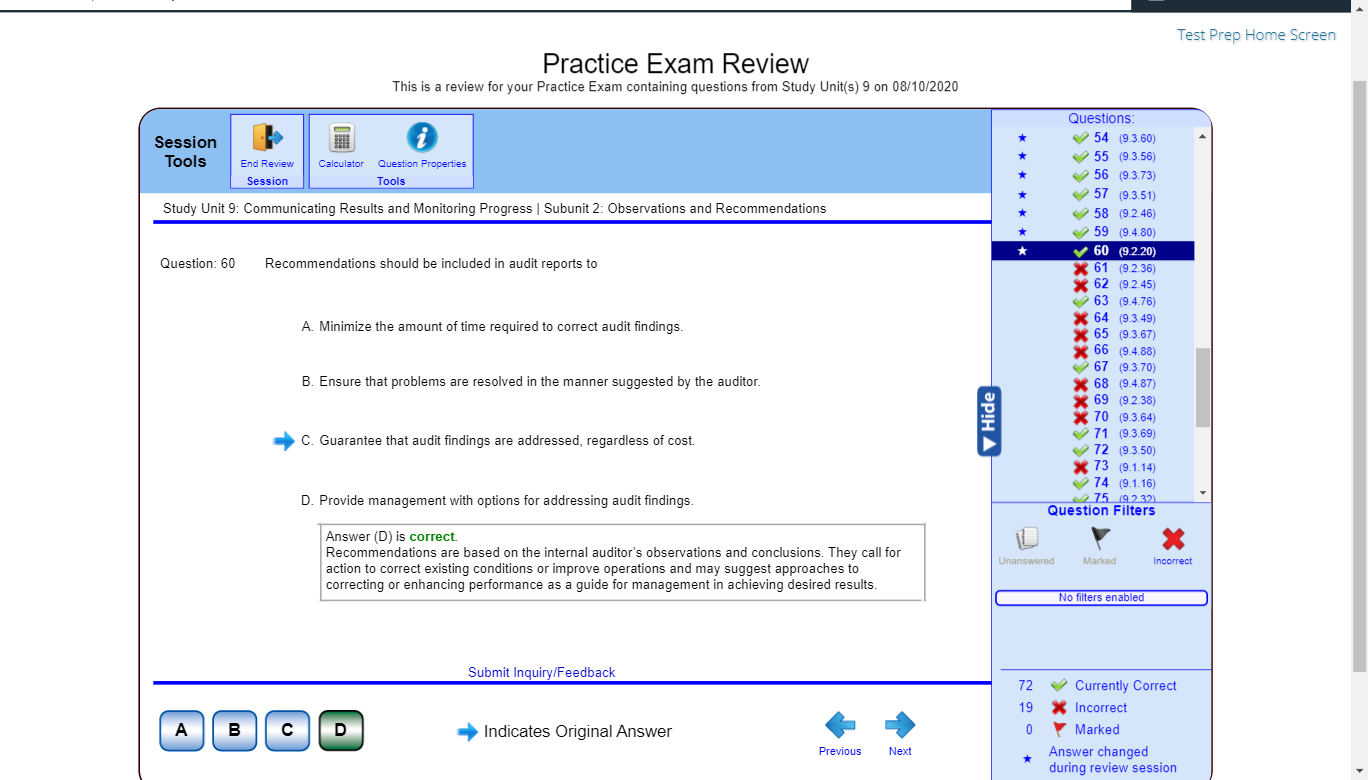 Test Prep Home Screen
Practice Exam Review
This is a review for your Practice Exam containing questions from Study Unit(s) 9 on 08/10/2020
Session
Tools
End Review
Session
Calculator
Question Properties
Tools
Study Unit 9: Communicating Results and Monitoring Progress | Subunit 2: Observations and Recommendations
Question: 60 Recommendations should be included in audit reports to
A. Minimize the amount of time required to correct audit findings.
B. Ensure that problems are resolved in the manner suggested by the auditor.
C. Guarantee that audit findings are addressed, regardless of cost.
D. Provide management with options for addressing audit findings.
Answer (D) is correct.
Recommendations are based on the internal auditor's observations and conclusions. They call for
action to correct existing conditions or improve operations and may suggest approaches to
correcting or enhancing performance as a guide for management in achieving desired results.
Submit Inquiry/Feedback
A B C D
Indicates Original Answer
Previous
Next
Hide
Questions:
54 (9.3.60)
55 (9.3.56)
56 (9.3.73)
57 (9.3.51)
58 (9.2.46)
59 (9.4.80)
60 (9.2.20)
61 (9.2.36)
62 (9.2.45)
63 (9.4.76)
64 (9.3.49)
65 (9.3.67)
66 (9.4.88)
67 (9.3.70)
68 (9.4.87)
69 (9.2.38)
70 (9.3.64)
71 (9.3.69)
72 (9.3.50)
73 (9.1.14)
74 (9.1.16)
75 (9.2.32)
Question Filters
Unanswered
Marked
Incorrect
No filters enabled
72 Currently Correct
19 Incorrect
0 Marked
Answer changed
during review session